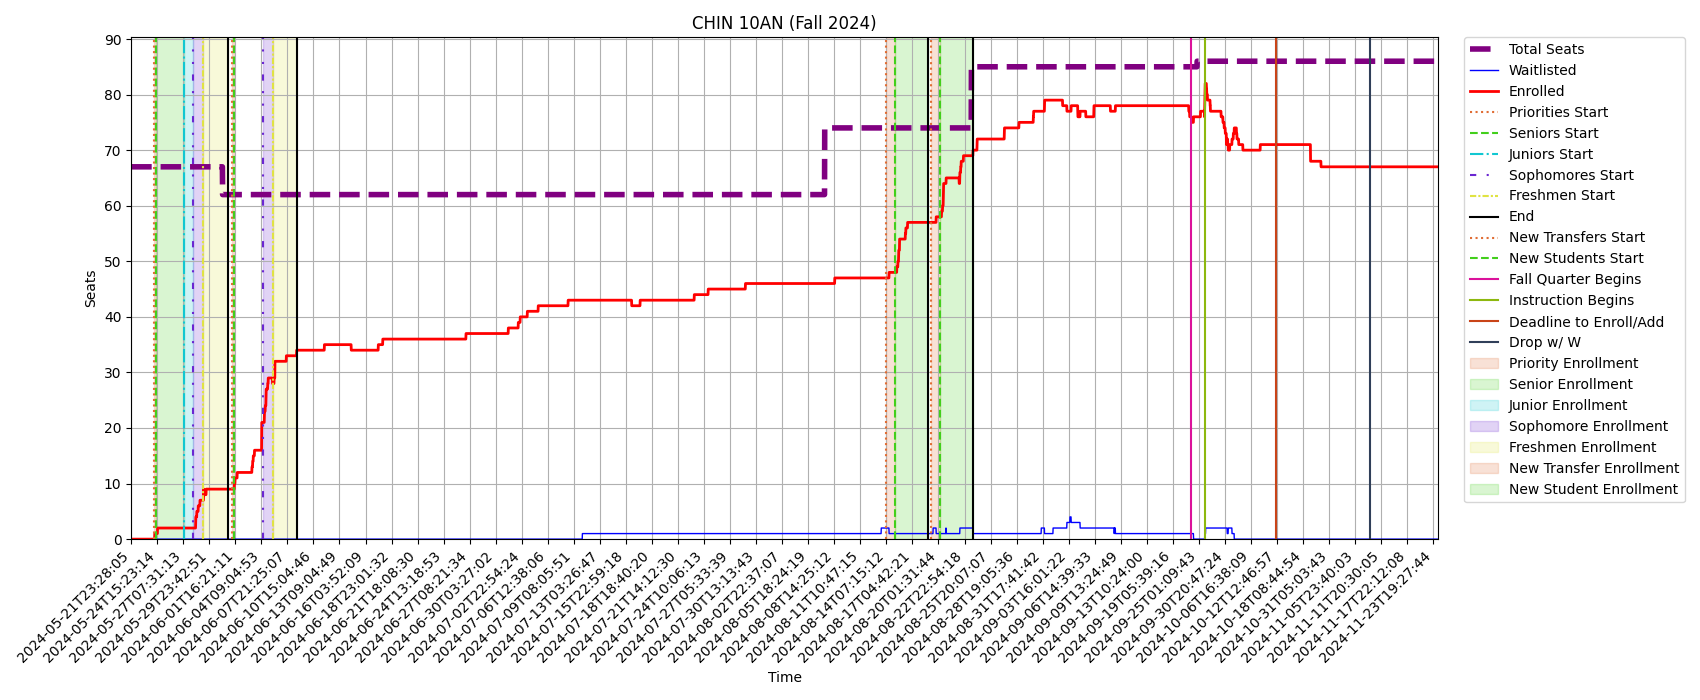 CHIN 10AN (Fall 2024)
90
80
70
60
50
40
30
20
10
0
Seats
2024-05-21T23:28:05
2024-05-24T15:23:14
2024-05-27T07:31:13
2024-05-29T23:42:51
2024-06-01T16:21:11
2024-06-04T09:04:53
2024-06-07T21:25:07
2024-06-10T15:04:46
2024-06-13T09:04:49
2024-06-16T03:52:09
2024-06-18T23:01:32
2024-06-21T18:08:30
2024-06-24T13:18:53
2024-06-27T08:21:34
2024-06-30T03:27:02
2024-07-02T22:54:24
2024-07-06T12:38:06
2024-07-09T08:05:51
2024-07-13T03:26:47
2024-07-15T22:59:18
2024-07-18T18:40:20
2024-07-21T14:12:30
2024-07-24T10:06:13
2024-07-27T05:33:39
2024-07-30T13:13:43
2024-08-02T22:37:07
2024-08-05T18:24:19
2024-08-08T14:25:12
2024-08-11T10:47:15
2024-08-14T07:15:12
2024-08-17T04:42:21
2024-08-20T01:31:44
2024-08-22T22:54:18
2024-08-25T20:07:07
2024-08-28T19:05:36
2024-08-31T17:41:42
2024-09-03T16:01:22
2024-09-06T14:39:33
2024-09-09T13:24:49
2024-09-13T10:24:00
2024-09-19T05:39:16
2024-09-25T01:09:43
2024-09-30T20:47:24
2024-10-06T16:38:09
2024-10-12T12:46:57
2024-10-18T08:44:54
2024-10-31T05:03:43
2024-11-05T23:40:03
2024-11-11T20:30:05
2024-11-17T22:12:08
2024-11-23T19:27:44
Time
Total Seats
Waitlisted
Enrolled
Priorities Start
Seniors Start
Juniors Start
Sophomores Start
Freshmen Start
End
New Transfers Start
New Students Start
Fall Quarter Begins
Instruction Begins
Deadline to Enroll/Add
Drop w/ W
Priority Enrollment
Senior Enrollment
Junior Enrollment
Sophomore Enrollment
Freshmen Enrollment
New Transfer Enrollment
New Student Enrollment